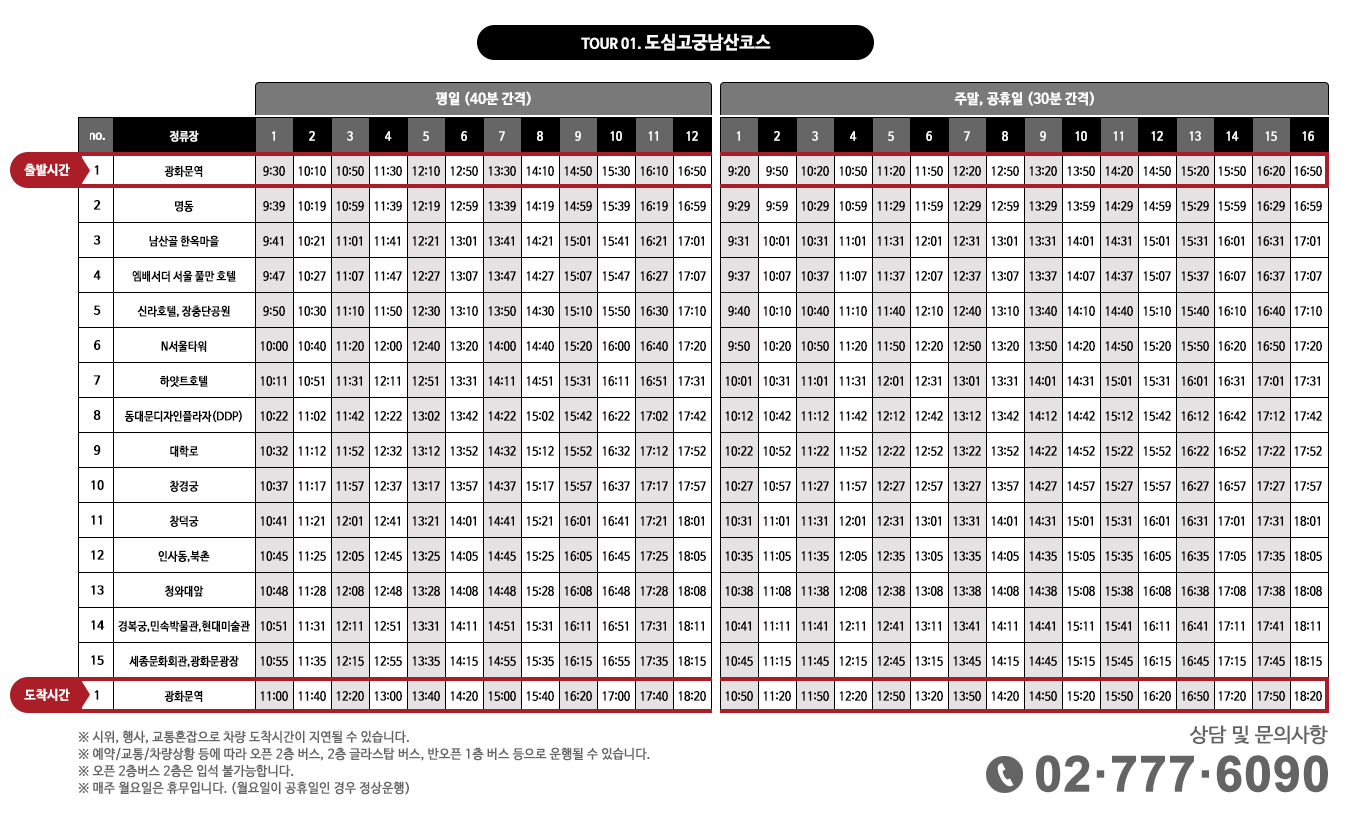 TOUR 01. 도심고궁남산코스
평일 (40분 간격) 주말, 공휴일 (30분 간격)
no. 정류장 1 2 3 4 5 6 7 8 9 10 11 12 1 2 3 4 5 6 7 8 9 10 11 12 13 14 15 16
출발시간 1 광화문역 9:30 10:10 10:50 11:30 12:10 12:50 13:30 14:10 14:50 15:30 16:10 16:50 9:20 9:50 10:20 10:50 11:20 11:50 12:20 12:50 13:20 13:50 14:20 14:50 15:20 15:50 16:20 16:50
2 명동 9:39 10:19 10:59 11:39 12:19 12:59 13:39 14:19 14:59 15:39 16:19 16:59 9:29 9:59 10:29 10:59 11:29 11:59 12:29 12:59 13:29 13:59 14:29 14:59 15:29 15:59 16:29 16:59
3 남산골 한옥마을 9:41 10:21 11:01 11:41 12:21 13:01 13:41 14:21 15:01 15:41 16:21 17:01 9:31 10:01 10:31 11:01 11:31 12:01 12:31 13:01 13:31 14:01 14:31 15:01 15:31 16:01 16:31 17:01
4 엠배서더 서울 풀만 호텔 9:47 10:27 11:07 11:47 12:27 13:07 13:47 14:27 15:07 15:47 16:27 17:07 9:37 10:07 10:37 11:07 11:37 12:07 12:37 13:07 13:37 14:07 14:37 15:07 15:37 16:07 16:37 17:07
5 신라호텔, 장충단공원 9:50 10:30 11:10 11:50 12:30 13:10 13:50 14:30 15:10 15:50 16:30 17:10 9:40 10:10 10:40 11:10 11:40 12:10 12:40 13:10 13:40 14:10 14:40 15:10 15:40 16:10 16:40 17:10
6 N서울타워 10:00 10:40 11:20 12:00 12:40 13:20 14:00 14:40 15:20 16:00 16:40 17:20 9:50 10:20 10:50 11:20 11:50 12:20 12:50 13:20 13:50 14:20 14:50 15:20 15:50 16:20 16:50 17:20
7 하얏트호텔 10:11 10:51 11:31 12:11 12:51 13:31 14:11 14:51 15:31 16:11 16:51 17:31 10:01 10:31 11:01 11:31 12:01 12:31 13:01 13:31 14:01 14:31 15:01 15:31 16:01 16:31 17:01 17:31
8 동대문디자인플라자(DDP) 10:22 11:02 11:42 12:22 13:02 13:42 14:22 15:02 15:42 16:22 17:02 17:42 10:12 10:42 11:12 11:42 12:12 12:42 13:12 13:42 14:12 14:42 15:12 15:42 16:12 16:42 17:12 17:42
9 대학로 10:32 11:12 11:52 12:32 13:12 13:52 14:32 15:12 15:52 16:32 17:12 17:52 10:22 10:52 11:22 11:52 12:22 12:52 13:22 13:52 14:22 14:52 15:22 15:52 16:22 16:52 17:22 17:52
10 창경궁 10:37 11:17 11:57 12:37 13:17 13:57 14:37 15:17 15:57 16:37 17:17 17:57 10:27 10:57 11:27 11:57 12:27 12:57 13:27 13:57 14:27 14:57 15:27 15:57 16:27 16:57 17:27 17:57
11 창덕궁 10:41 11:21 12:01 12:41 13:21 14:01 14:41 15:21 16:01 16:41 17:21 18:01 10:31 11:01 11:31 12:01 12:31 13:01 13:31 14:01 14:31 15:01 15:31 16:01 16:31 17:01 17:31 18:01
12 인사동,북촌 10:45 11:25 12:05 12:45 13:25 14:05 14:45 15:25 16:05 16:45 17:25 18:05 10:35 11:05 11:35 12:05 12:35 13:05 13:35 14:05 14:35 15:05 15:35 16:05 16:35 17:05 17:35 18:05
13 청와대앞 10:48 11:28 12:08 12:48 13:28 14:08 14:48 15:28 16:08 16:48 17:28 18:08 10:38 11:08 11:38 12:08 12:38 13:08 13:38 14:08 14:38 15:08 15:38 16:08 16:38 17:08 17:38 18:08
14 경복궁,민속박물관,현대미술관 10:51 11:31 12:11 12:51 13:31 14:11 14:51 15:31 16:11 16:51 17:31 18:11 10:41 11:11 11:41 12:11 12:41 13:11 13:41 14:11 14:41 15:11 15:41 16:11 16:41 17:11 17:41 18:11
15 세종문화회관,광화문광장 10:55 11:35 12:15 12:55 13:35 14:15 14:55 15:35 16:15 16:55 17:35 18:15 10:45 11:15 11:45 12:15 12:45 13:15 13:45 14:15 14:45 15:15 15:45 16:15 16:45 17:15 17:45 18:15
도착시간 1 광화문역 11:00 11:40 12:20 13:00 13:40 14:20 15:00 15:40 16:20 17:00 17:40 18:20 10:50 11:20 11:50 12:20 12:50 13:20 13:50 14:20 14:50 15:20 15:50 16:20 16:50 17:20 17:50 18:20
※ 시위, 행사, 교통혼잡으로 차량 도착시간이 지연될 수 있습니다.
※ 예약/교통/차량상황 등에 따라 오픈 2층 버스, 2층 글라스탑 버스, 반오픈 1층 버스 등으로 운행될 수 있습니다.
※ 오픈 2층버스 2층은 입석 불가능합니다.
※ 매주 월요일은 휴무입니다. (월요일이 공휴일인 경우 정상운행)
상담 및 문의사항
02·777·6090